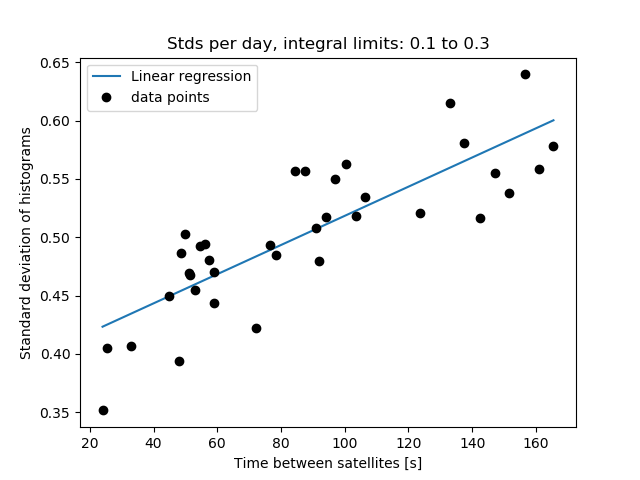 Stds per day, integral limits: 0.1 to 0.3
Linear regression
data points
Standard deviation of histograms
0.65
0.60
0.55
0.50
0.45
0.40
0.35
20 40 60 80 100 120 140 160
Time between satellites [s]